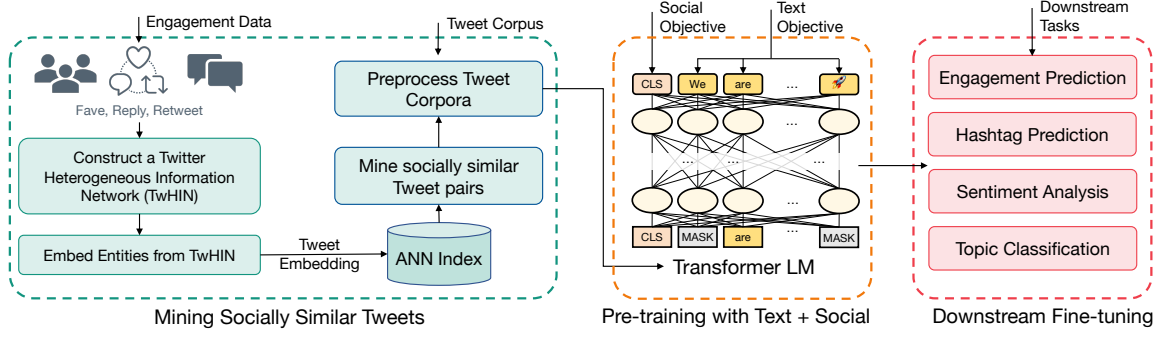 Engagement Data
Tweet Corpus
Fave, Reply, Retweet
Construct a Twitter
Heterogeneous Information
Network (TwHIN)
Embed Entities from TwHIN
Tweet
Embedding
ANN Index
Mine socially similar
Tweet pairs
Preprocess Tweet
Corpora
Mining Socially Similar Tweets
Social
Objective
Text
Objective
CLS We are ... 🚀
...
... ... ...
...
CLS MASK are ... MASK
Transformer LM
Pre-training with Text + Social
Downstream
Tasks
Engagement Prediction
Hashtag Prediction
Sentiment Analysis
Topic Classification
Downstream Fine-tuning